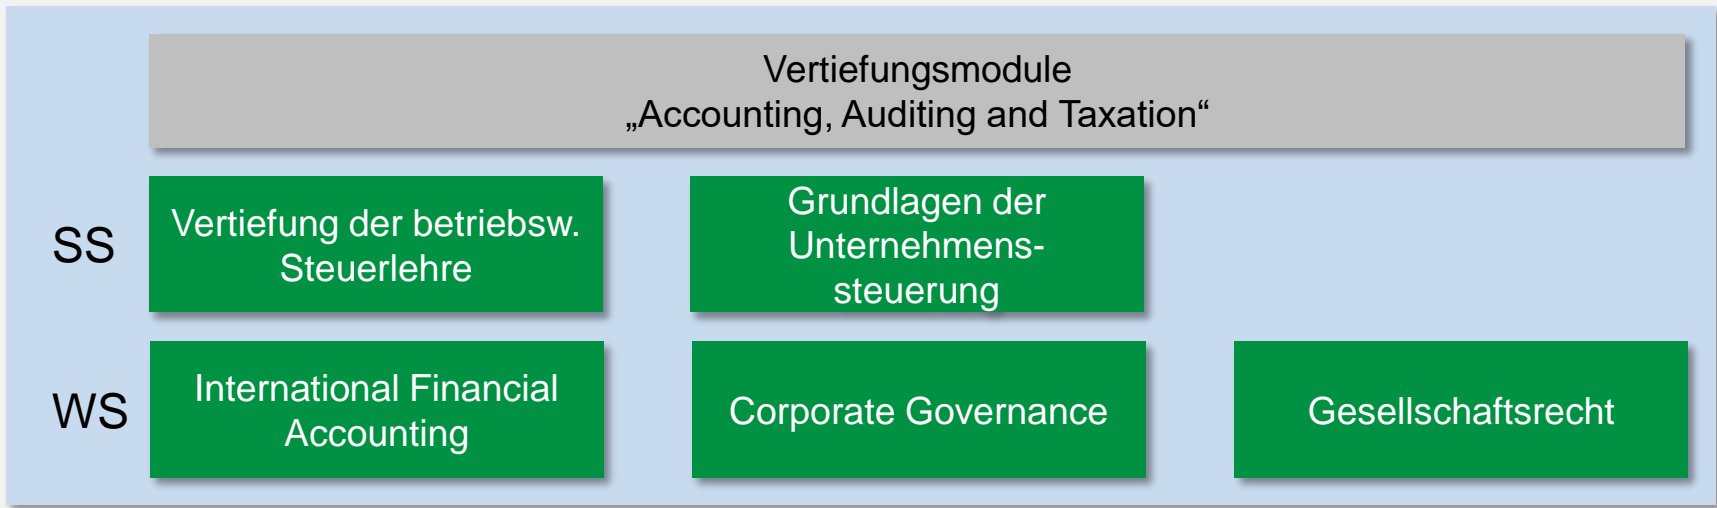 Vertiefungsmodule
„Accounting, Auditing and Taxation“
SS
Vertiefung der betriebsw.
Steuerlehre
Grundlagen der
Unternehmens-
steuerung
WS
International Financial
Accounting
Corporate Governance
Gesellschaftsrecht